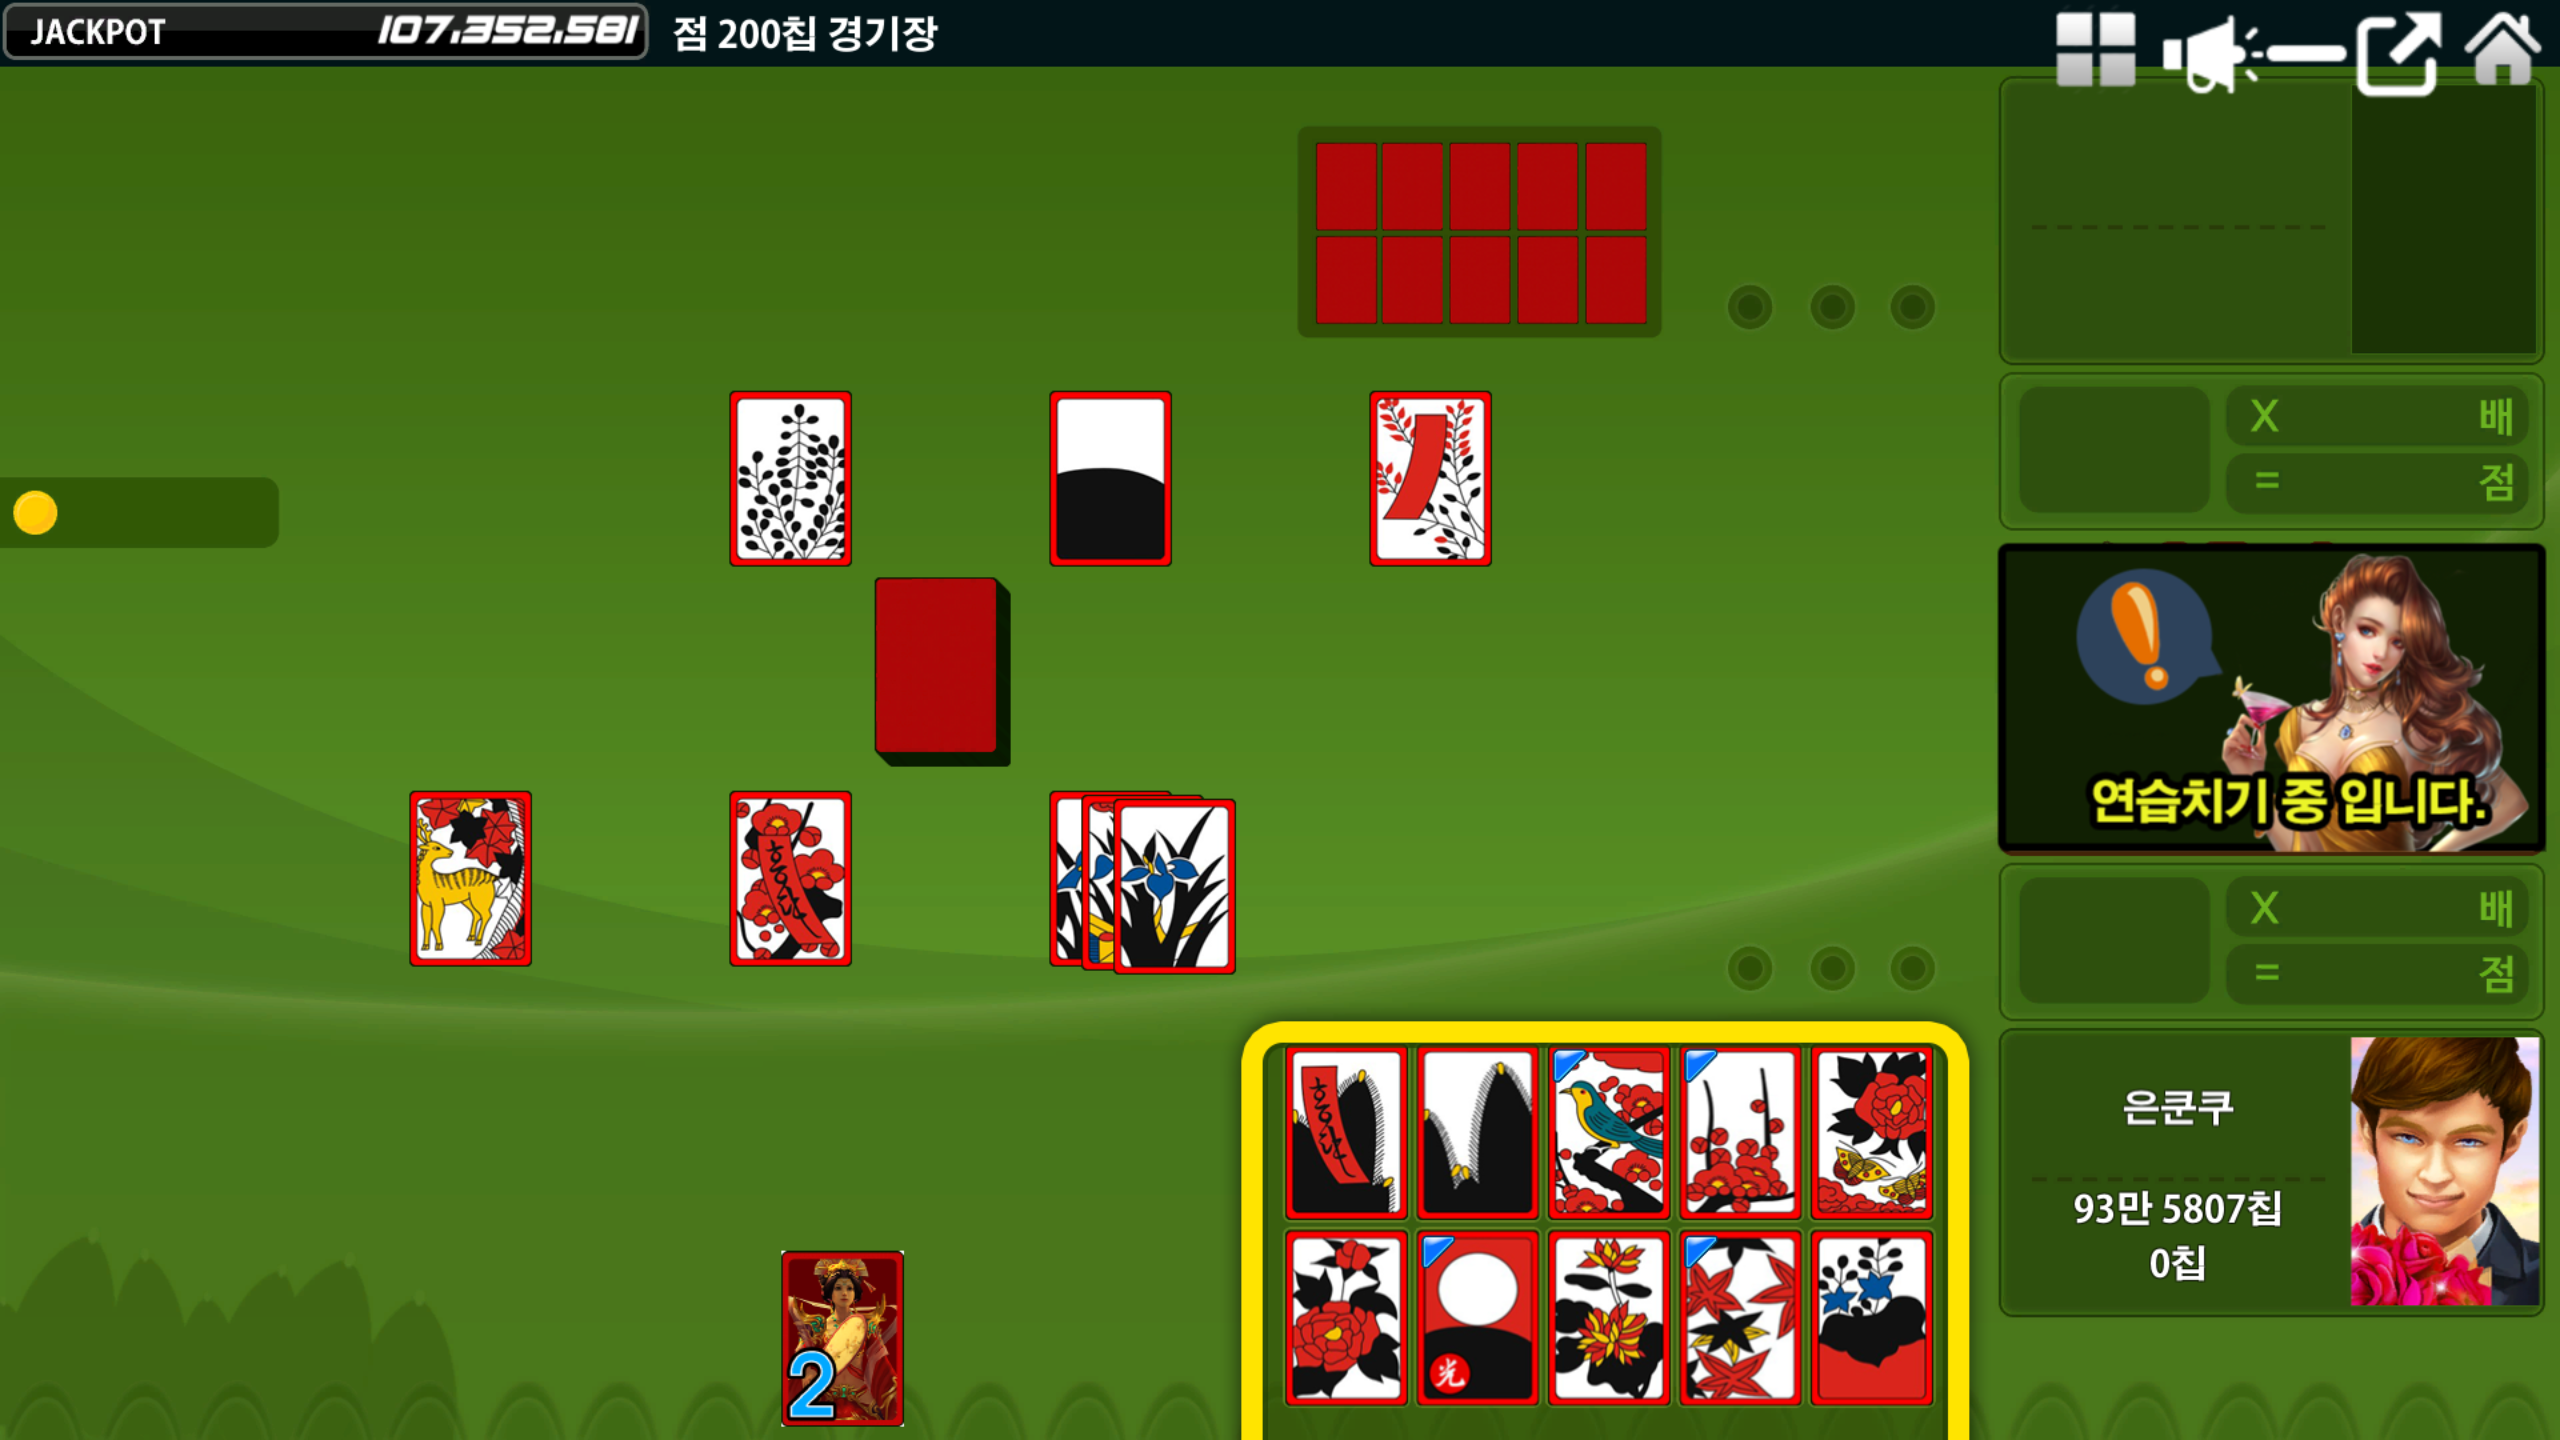 JACKPOT 107.352.581 점 200칩 경기장
X 배
= 점
연습치기 중 입니다.
홍단
X 배
= 점
홍단
은쿤쿠
93만 5807칩
0칩
光
2